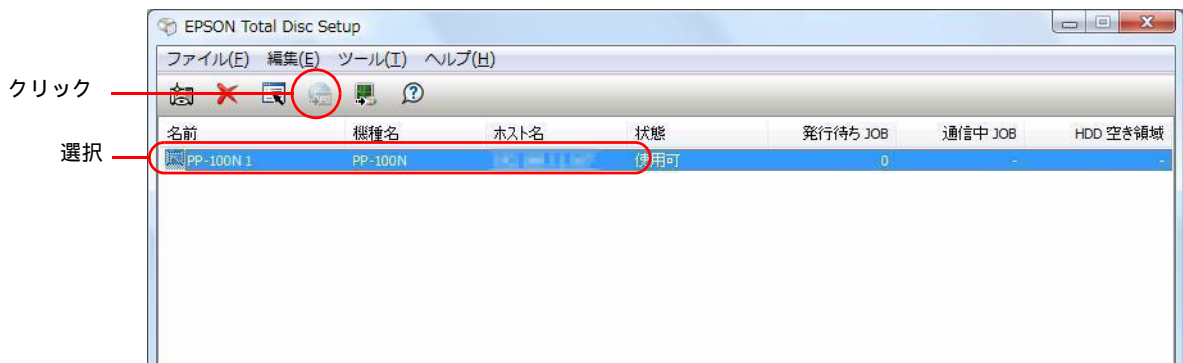 EPSON Total Disc Setup
ファイル(F) 編集(E) ツール(T) ヘルプ(H)
クリック
選択
名前 機種名 ホスト名 状態 発行待ち JOB 通信中 JOB HDD 空き領域
PP-100N 1 PP-100N 使用可 0 - -